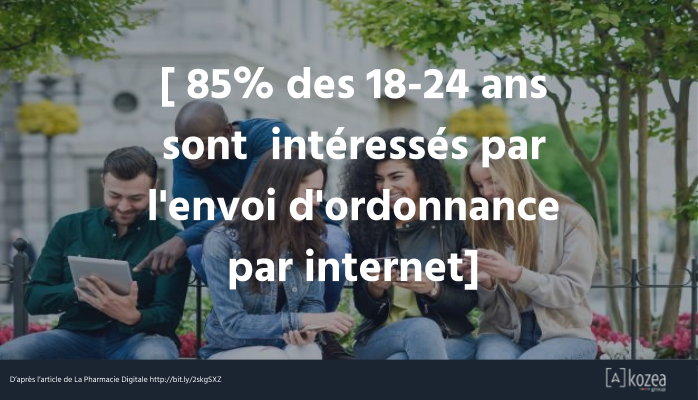 [ 85% des 18-24 ans
sont  intéressés par
l'envoi d'ordonnance
par internet]
D'après l'article de La Pharmacie Digitale http://bit.ly/2skgSXZ
[A]kozea
group